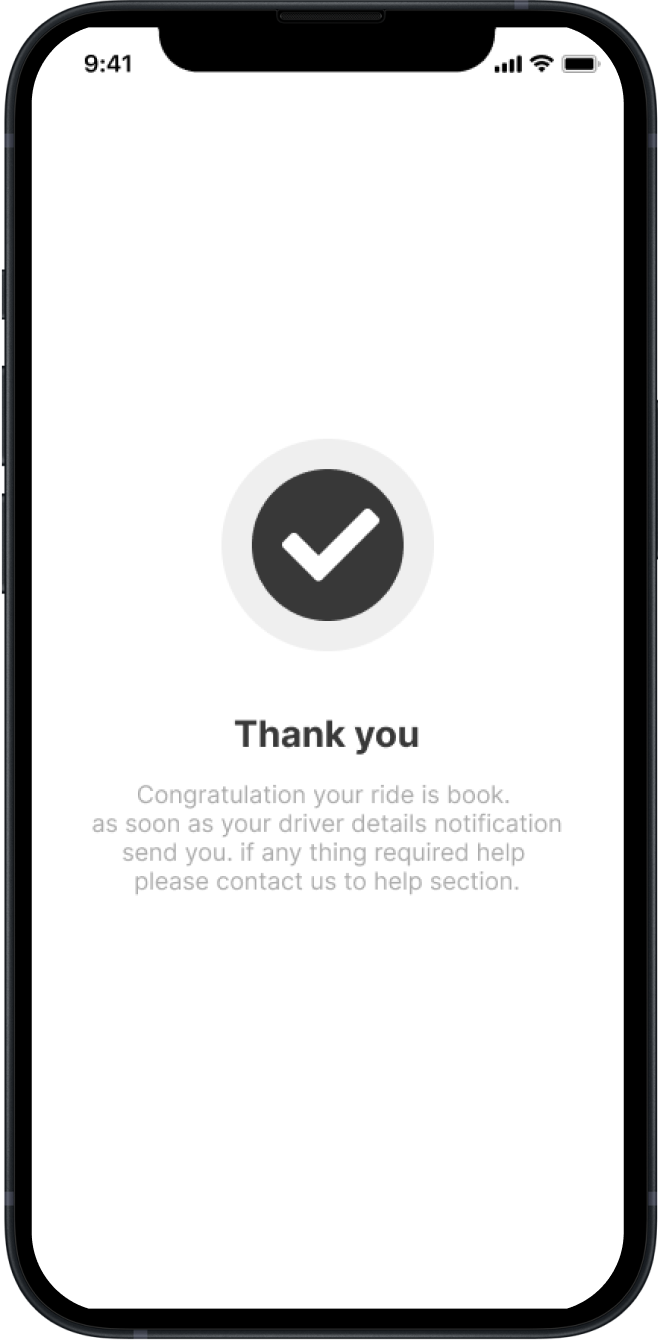 9:41
Thank you
Congratulation your ride is book.
as soon as your driver details notification
send you. if any thing required help
please contact us to help section.